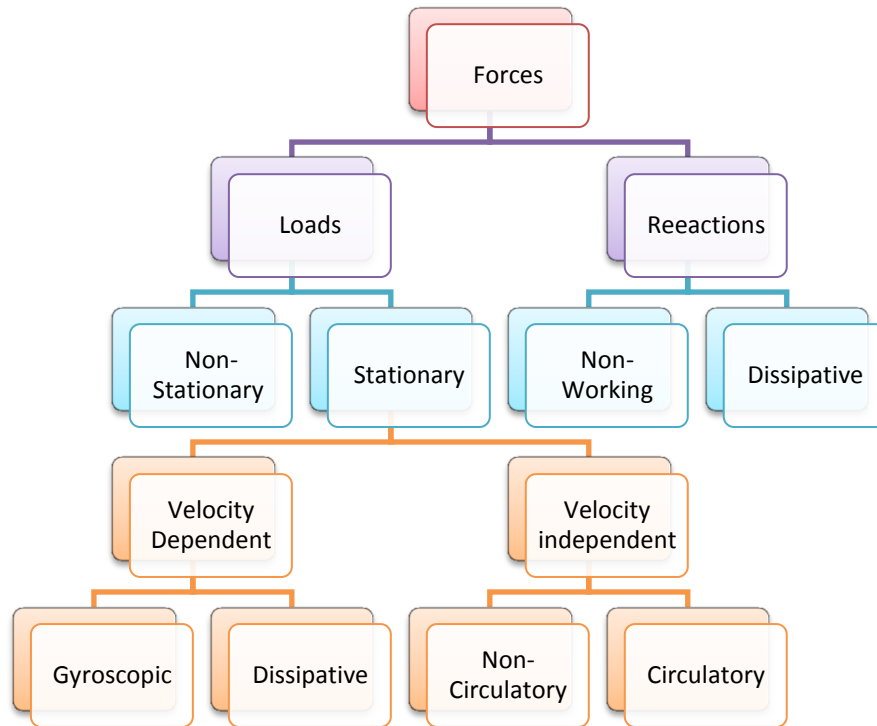 Forces
Loads
Reeactions
Non-
Stationary
Stationary
Non-
Working
Dissipative
Velocity
Dependent
Velocity
independent
Gyroscopic
Dissipative
Non-
Circulatory
Circulatory